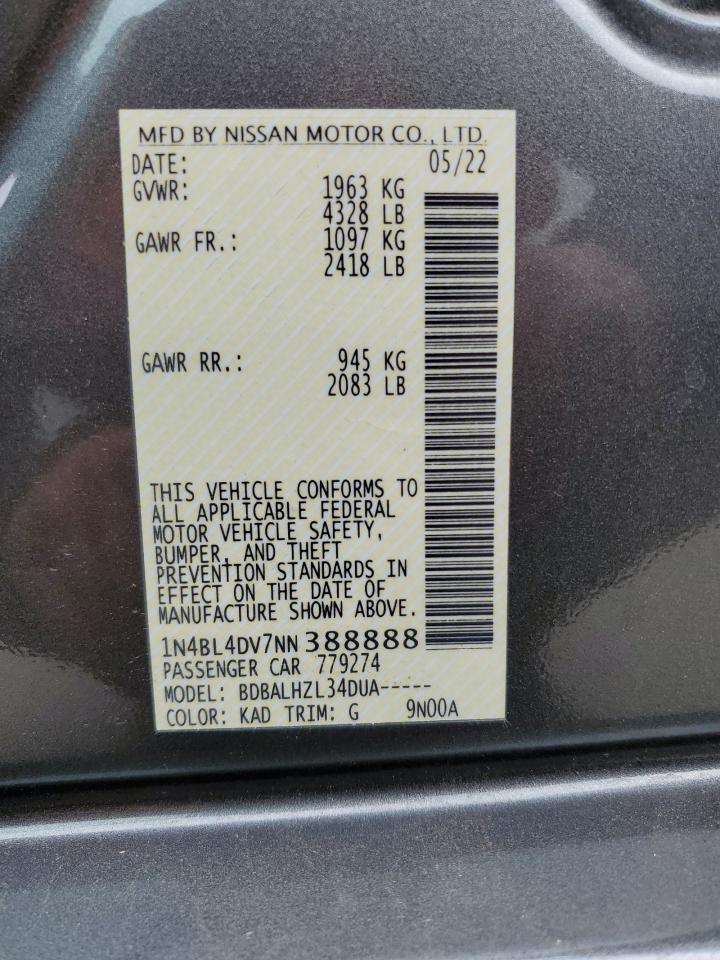 MFD BY NISSAN MOTOR CO., LTD.
DATE: 05/22
GVWR: 1963 KG
4328 LB
GAWR FR.: 1097 KG
2418 LB
GAWR RR.: 945 KG
2083 LB
THIS VEHICLE CONFORMS TO
ALL APPLICABLE FEDERAL
MOTOR VEHICLE SAFETY,
BUMPER, AND THEFT
PREVENTION STANDARDS IN
EFFECT ON THE DATE OF
MANUFACTURE SHOWN ABOVE.
1N4BL4DV7NN388888
PASSENGER CAR 779274
MODEL: BDBALHZL34DUA-----
COLOR: KAD TRIM: G 9N00A